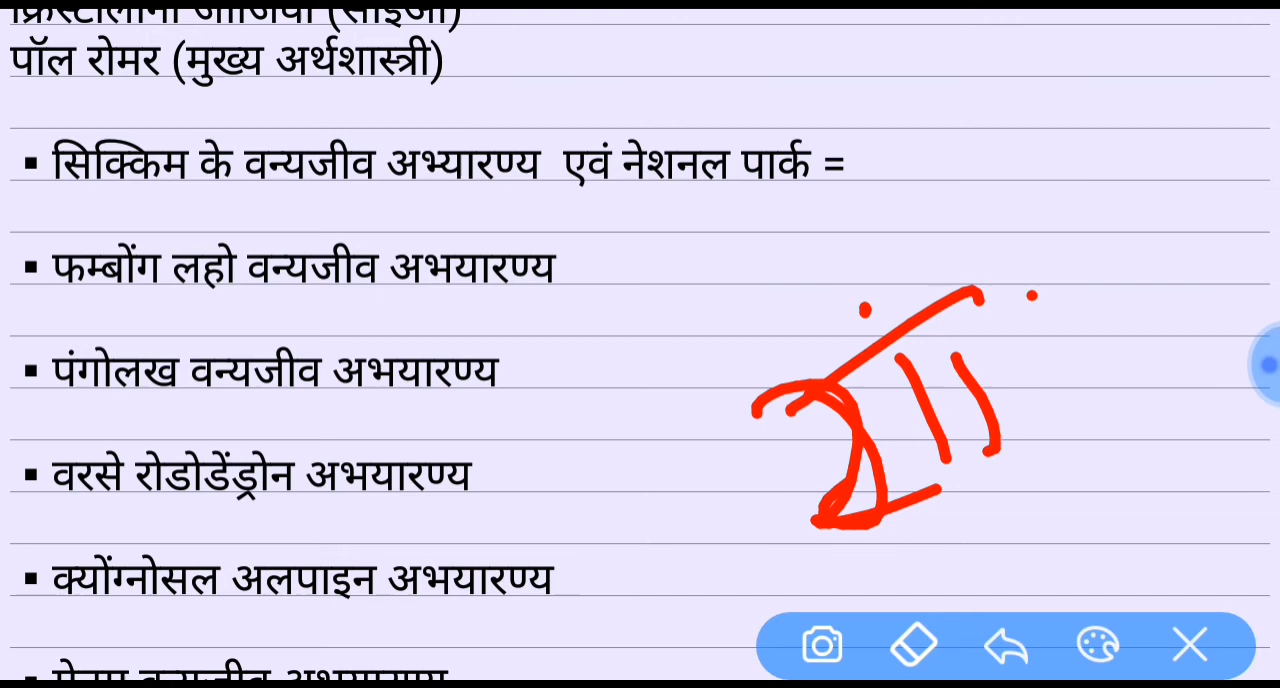 पॉल रोमर (मुख्य अर्थशास्त्री)
▪ सिक्किम के वन्यजीव अभ्यारण्य एवं नेशनल पार्क =
▪ फम्बोंग लहो वन्यजीव अभयारण्य
▪ पंगोलख वन्यजीव अभयारण्य
▪ वरसे रोडोडेंड्रोन अभयारण्य
▪ क्योंग्नोसल अलपाइन अभयारण्य